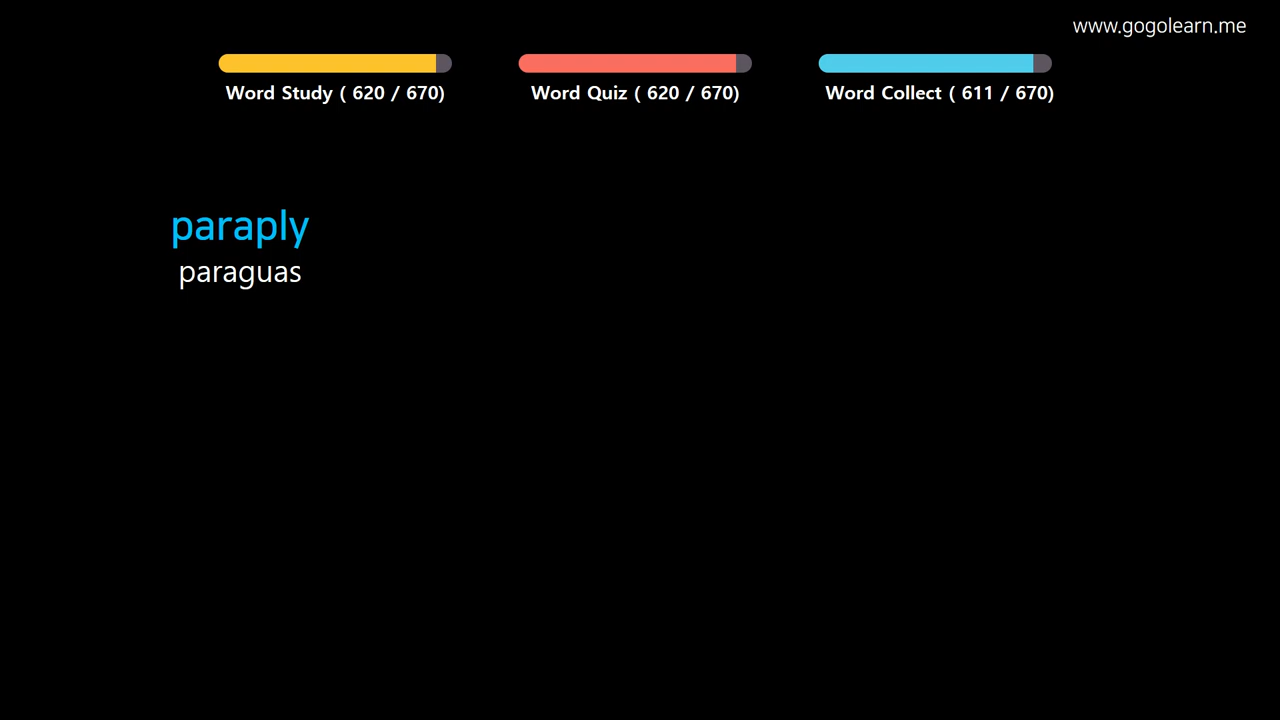 www.gogolearn.me
Word Study ( 620 / 670)
Word Quiz ( 620 / 670)
Word Collect ( 611 / 670)
paraply
paraguas